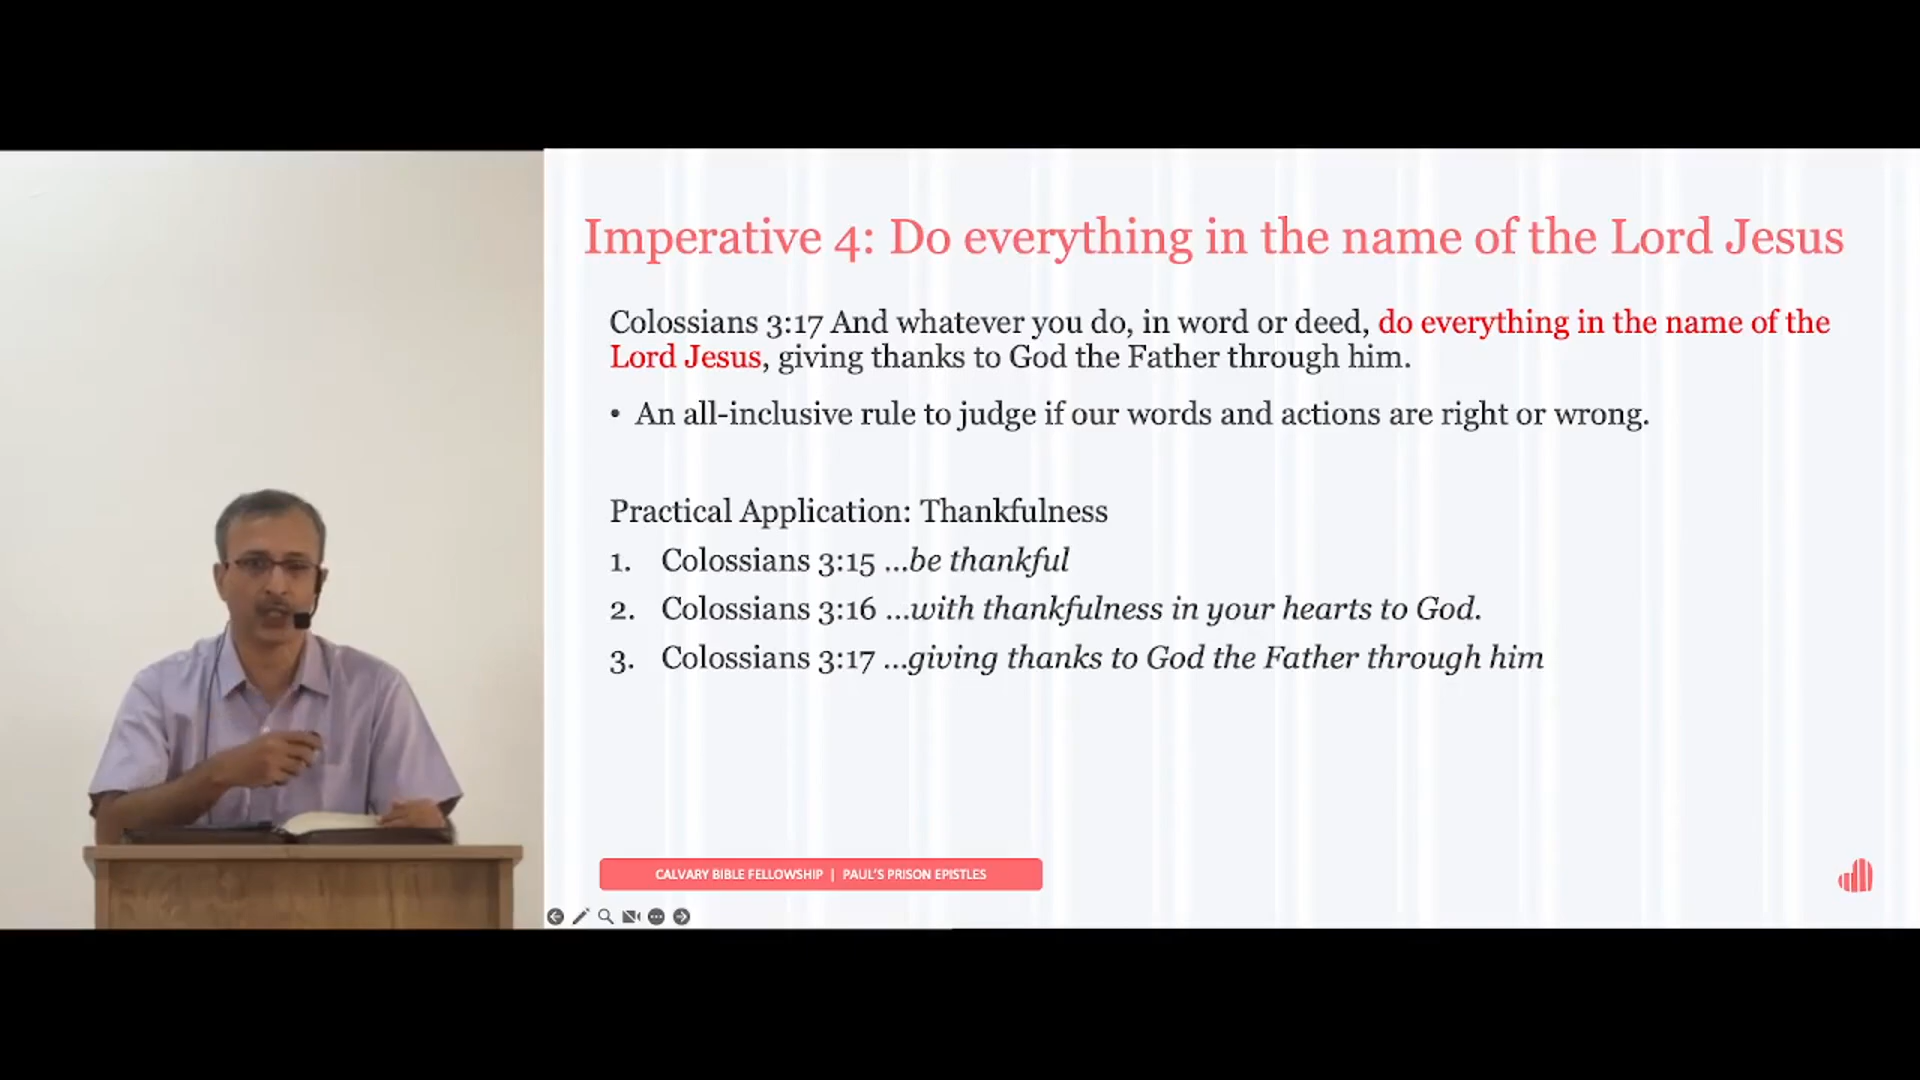 Imperative 4: Do everything in the name of the Lord Jesus
Colossians 3:17 And whatever you do, in word or deed, do everything in the name of the
Lord Jesus, giving thanks to God the Father through him.
• An all-inclusive rule to judge if our words and actions are right or wrong.
Practical Application: Thankfulness
1. Colossians 3:15 ...be thankful
2. Colossians 3:16 ...with thankfulness in your hearts to God.
3. Colossians 3:17 ...giving thanks to God the Father through him
CALVARY BIBLE FELLOWSHIP | PAUL'S PRISON EPISTLES